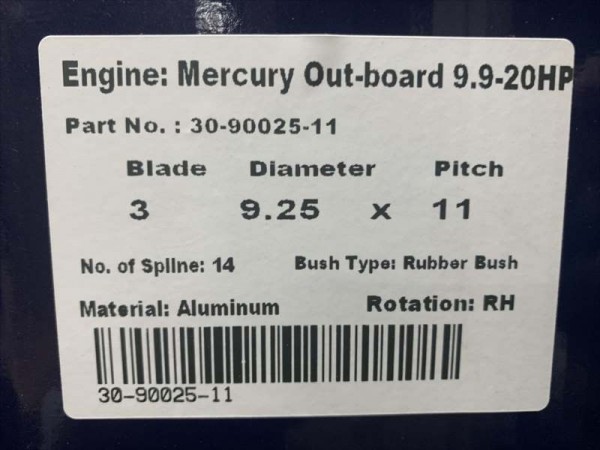 Engine: Mercury Out-board 9.9-20HP
Part No. : 30-90025-11
Blade Diameter Pitch
3 9.25 x 11
No. of Spline: 14 Bush Type: Rubber Bush
Material: Aluminum Rotation: RH
30-90025-11